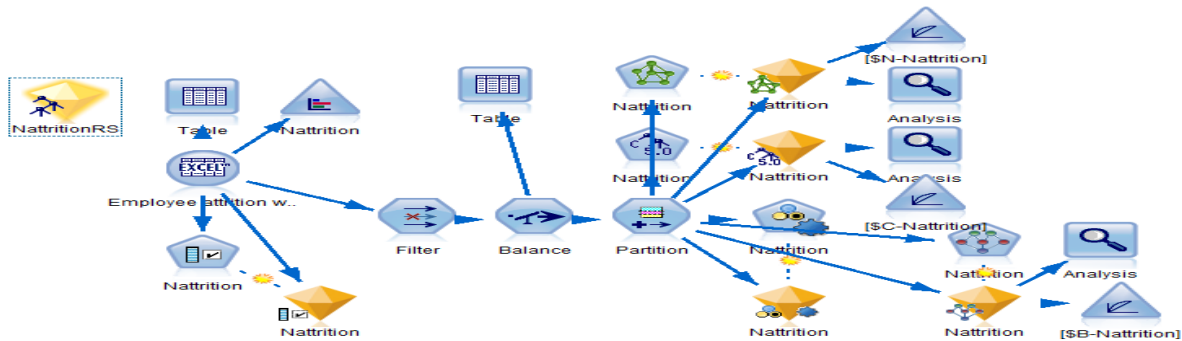 [$N-Nattrition]
NattritionRS
Table
Nattrition
Table
Nattrition
Nattrition
Analysis
EXCEL
C 5.0
C 5.0
Nattrition
Nattrition
Analysis
Employee attrition w...
[$C-Nattrition]
Filter
Balance
Partition
Nattrition
Nattrition
Analysis
Nattrition
Nattrition
Nattrition
Nattrition
[$B-Nattrition]